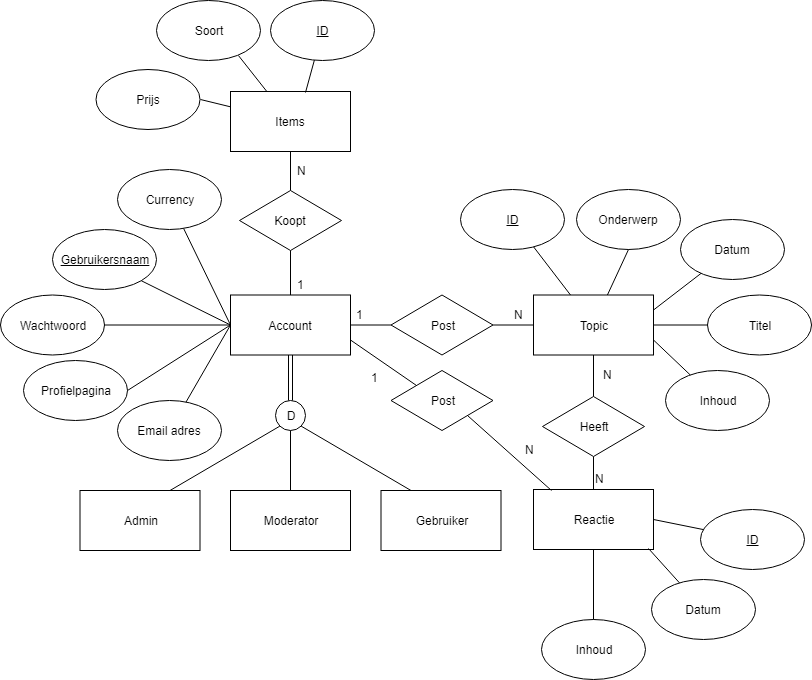 Soort
ID
Prijs
Items
N
Koopt
1
Currency
Gebruikersnaam
Wachtwoord
Profielpagina
Email adres
Account
1
Post
N
1
Post
N
ID
Onderwerp
Datum
Titel
Inhoud
Topic
N
Heeft
N
D
Admin
Moderator
Gebruiker
Reactie
ID
Datum
Inhoud